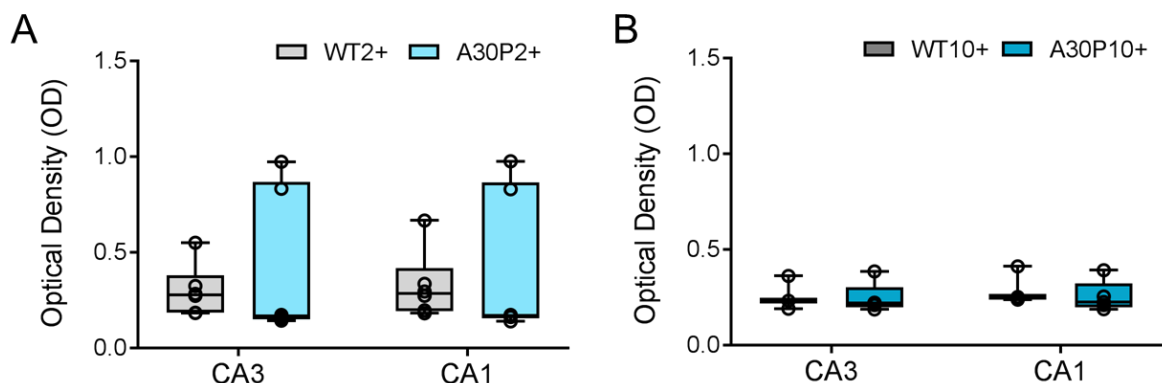 A
WT2+ A30P2+
Optical Density (OD)
1.5
1.0
0.5
0.0
CA3 CA1
B
WT10+ A30P10+
Optical Density (OD)
1.5
1.0
0.5
0.0
CA3 CA1